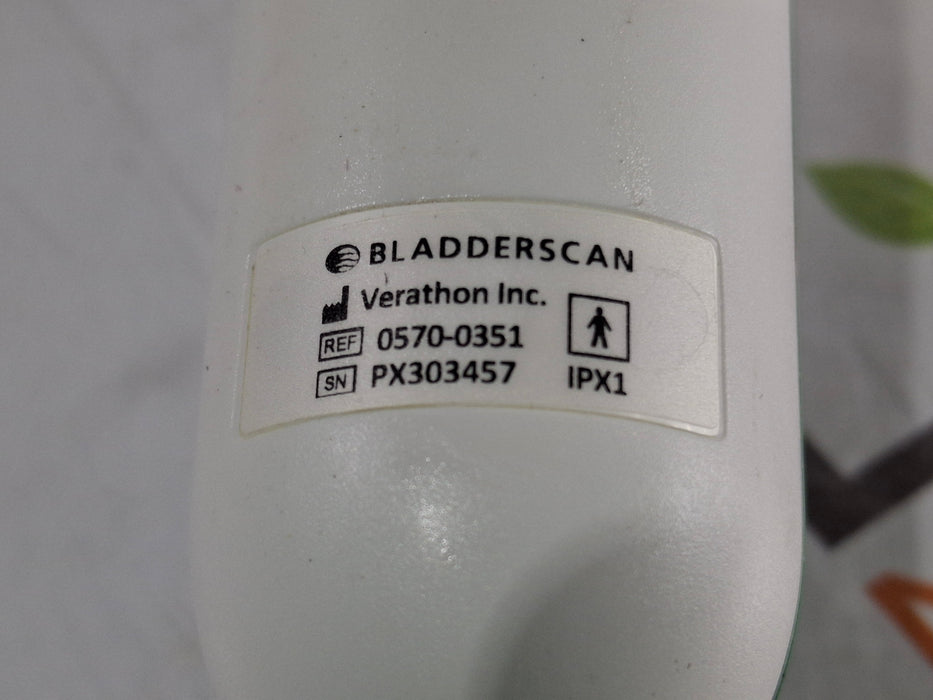 BLADDERSCAN
Verathon Inc.
REF 0570-0351
SN PX303457
IPX1